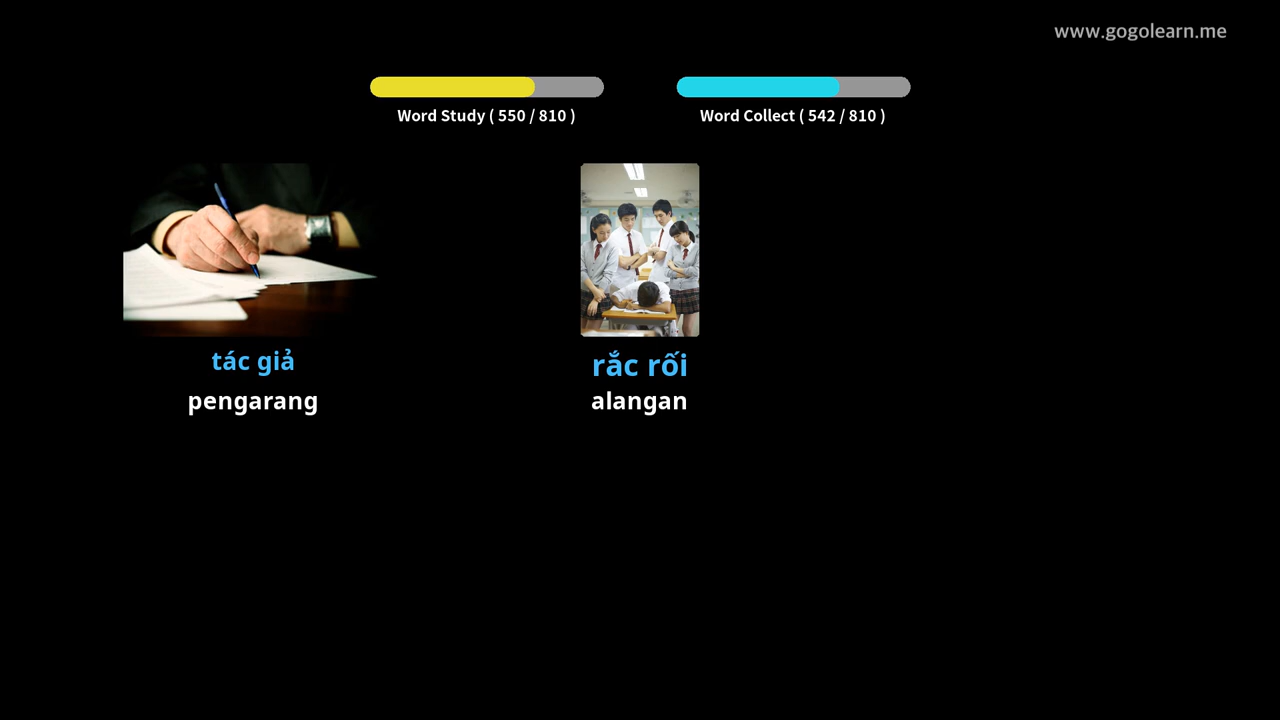 www.gogolearn.me
Word Study ( 550 / 810 )
Word Collect ( 542 / 810 )
tác giả
pengarang
rắc rối
alangan